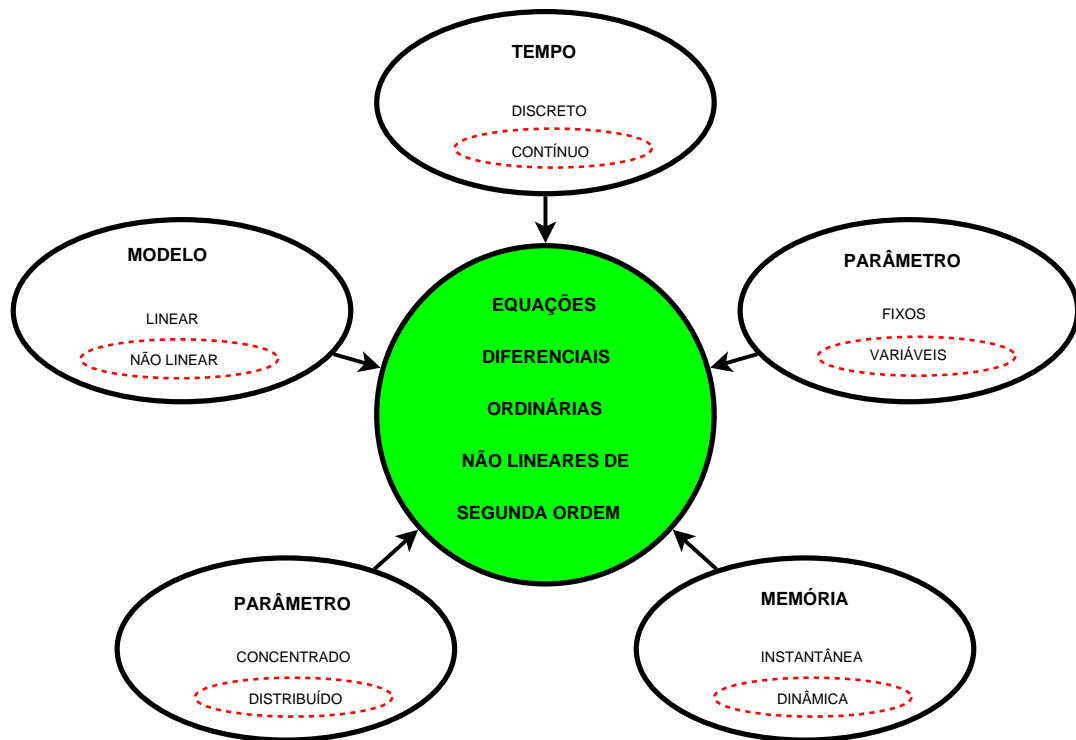 TEMPO
DISCRETO
CONTÍNUO
MODELO
LINEAR
NÃO LINEAR
PARÂMETRO
FIXOS
VARIÁVEIS
EQUAÇÕES
DIFERENCIAIS
ORDINÁRIAS
NÃO LINEARES DE
SEGUNDA ORDEM
PARÂMETRO
CONCENTRADO
DISTRIBUÍDO
MEMÓRIA
INSTANTÂNEA
DINÂMICA